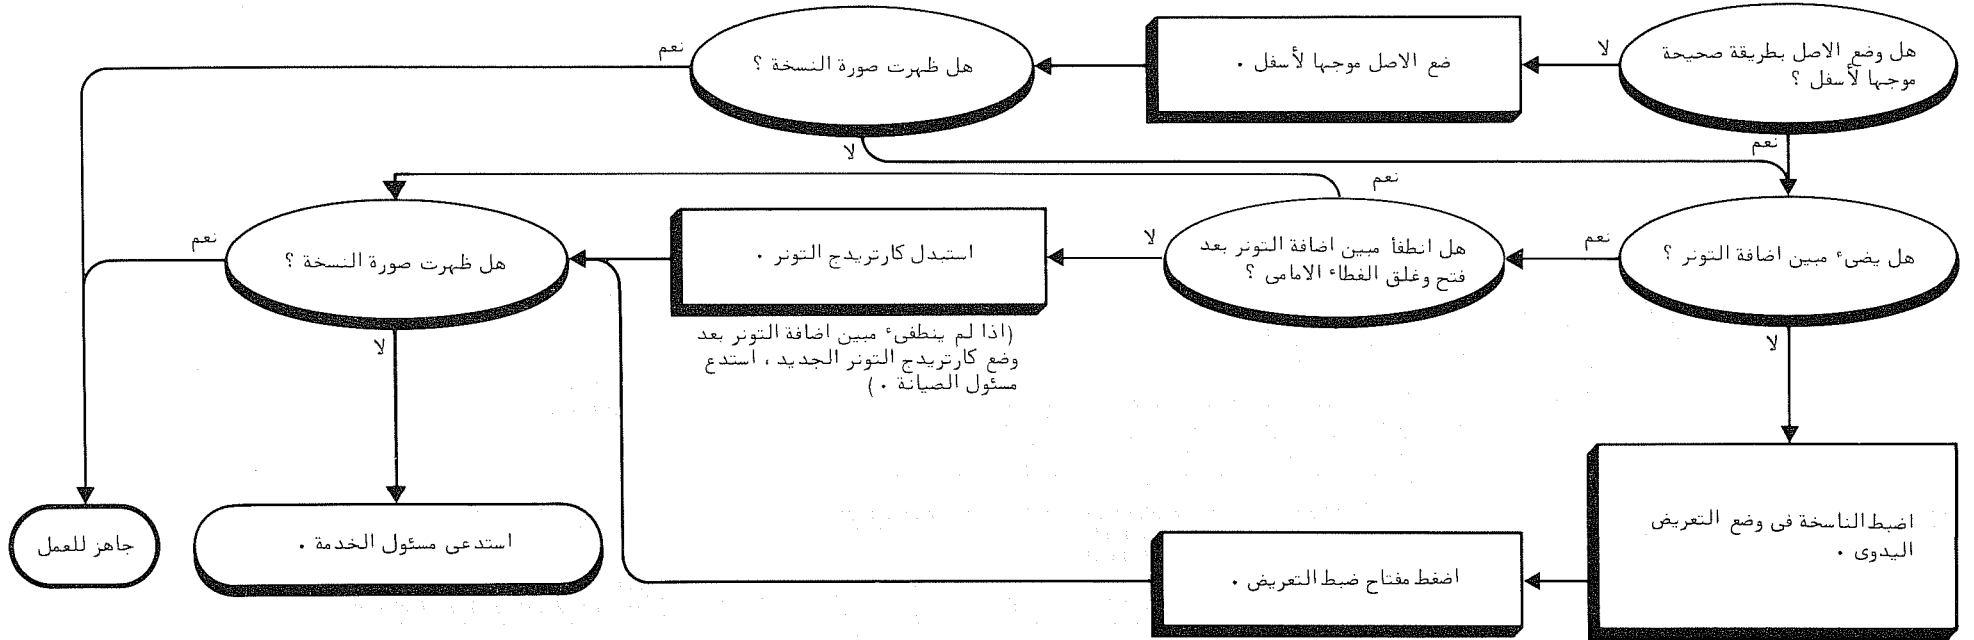 هل وضع الاصل بطريقة صحيحة
موجها لأسفل ؟
لا
ضع الاصل موجها لأسفل .
هل ظهرت صورة النسخة ؟
نعم
نعم
لا
هل يضىء مبين اضافة التونر ؟
نعم
نعم
هل انطفأ مبين اضافة التونر بعد
فتح وغلق الغطاء الامامى ؟
لا
استبدل كارتريدج التونر .
(اذا لم ينطفىء مبين اضافة التونر بعد
وضع كارتريدج التونر الجديد ، استدع
مسئول الصيانة . )
هل ظهرت صورة النسخة ؟
نعم
لا
لا
اضبط الناسخة فى وضع التعريض
اليدوى .
اضغط مفتاح ضبط التعريض .
استدعى مسئول الخدمة .
جاهز للعمل